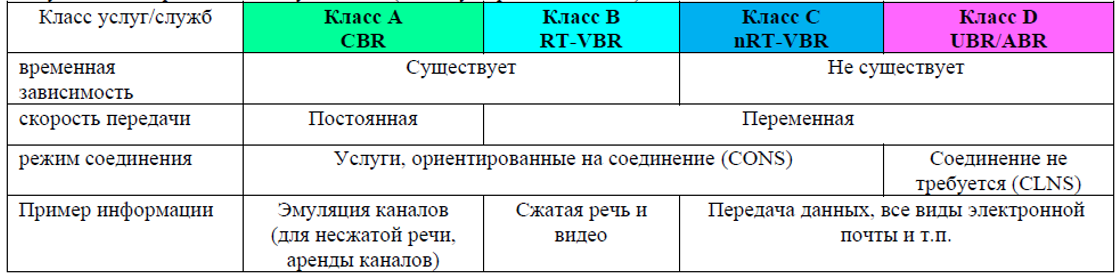 Класс услуг/служб
Класс A
CBR
Класс B
RT-VBR
Класс C
nRT-VBR
Класс D
UBR/ABR
временная
зависимость
Существует
Не существует
скорость передачи
Постоянная
Переменная
режим соединения
Услуги, ориентированные на соединение (CONS)
Соединение не
требуется (CLNS)
Пример информации
Эмуляция каналов
(для несжатой речи,
аренды каналов)
Сжатая речь и
видео
Передача данных, все виды электронной
почты и т.п.